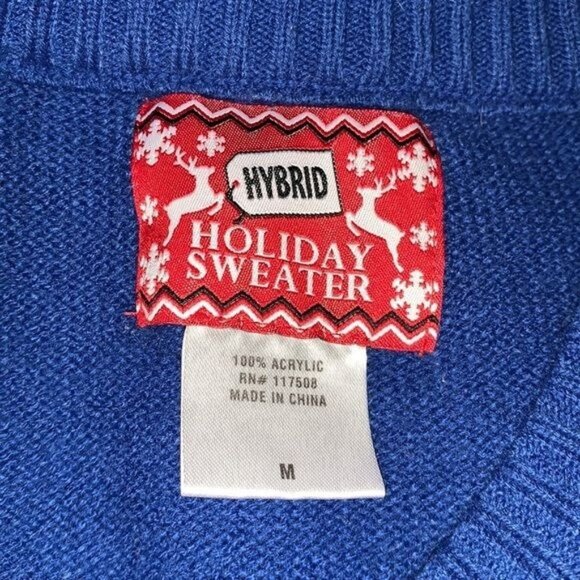 HYBRID
HOLIDAY
SWEATER
100% ACRYLIC
RN# 117508
MADE IN CHINA
M